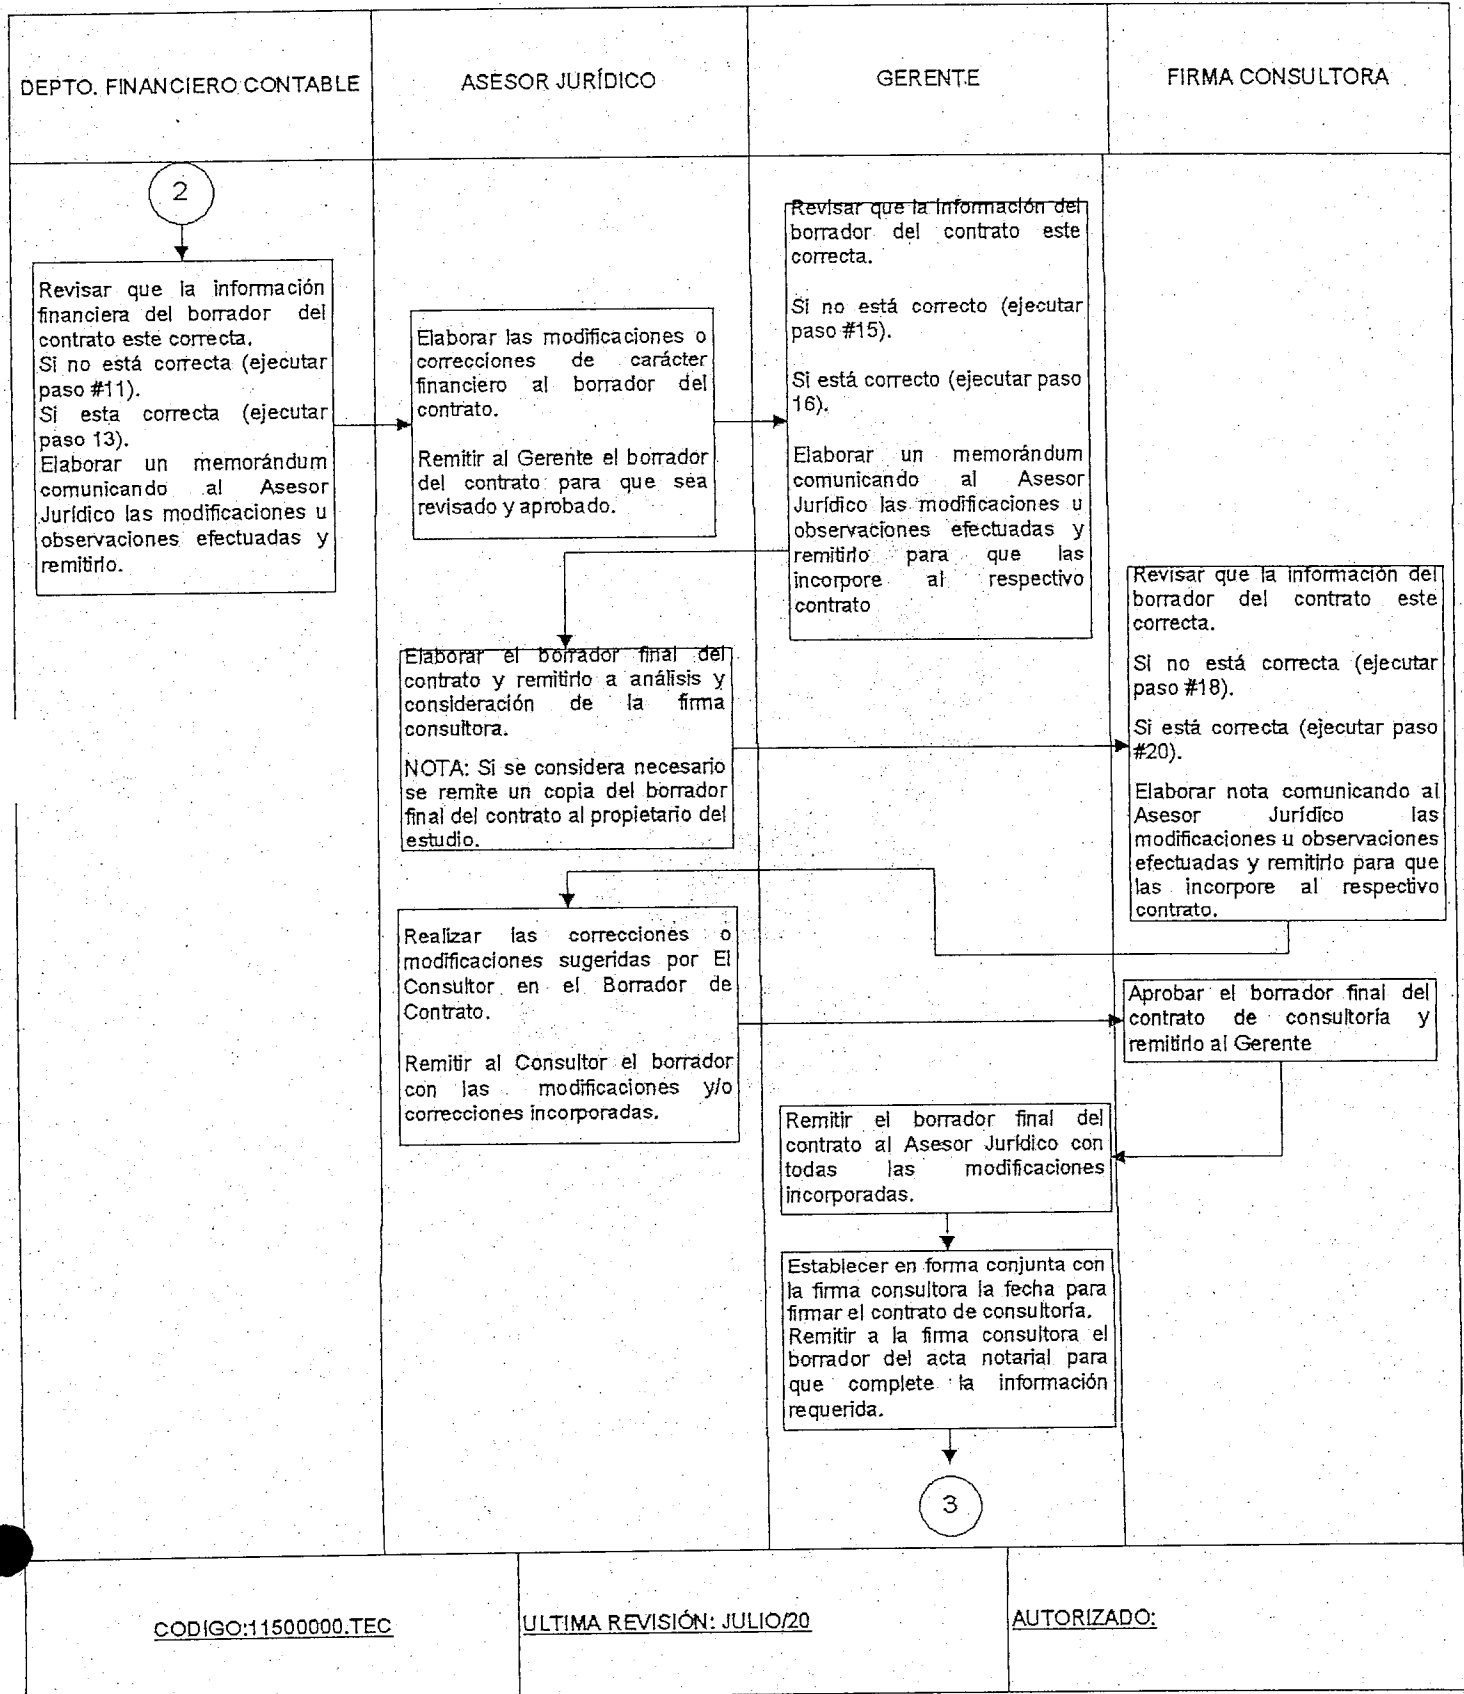 DEPTO. FINANCIERO CONTABLE
ASESOR JURÍDICO
GERENTE
FIRMA CONSULTORA
2
Revisar que la información
financiera del borrador del
contrato este correcta.
Si no está correcta (ejecutar
paso #11).
Si esta correcta (ejecutar
paso 13).
Elaborar un memorándum
comunicando al Asesor
Jurídico las modificaciones u
observaciones efectuadas y
remitirlo.
Elaborar las modificaciones o
correcciones de carácter
financiero al borrador del
contrato.
Remitir al Gerente el borrador
del contrato para que sea
revisado y aprobado.
Revisar que la información del
borrador del contrato este
correcta.
Si no está correcto (ejecutar
paso #15).
Si está correcto (ejecutar paso
16).
Elaborar un memorándum
comunicando al Asesor
Jurídico las modificaciones u
observaciones efectuadas y
remitirlo para que las
incorpore al respectivo
contrato
Elaborar el borrador final del
contrato y remitirlo a análisis y
consideración de la firma
consultora.
NOTA: Si se considera necesario
se remite un copia del borrador
final del contrato al propietario del
estudio.
Revisar que la información del
borrador del contrato este
correcta.
Si no está correcta (ejecutar
paso #18).
Si está correcta (ejecutar paso
#20).
Elaborar nota comunicando al
Asesor Jurídico las
modificaciones u observaciones
efectuadas y remitirlo para que
las incorpore al respectivo
contrato.
Realizar las correcciones o
modificaciones sugeridas por El
Consultor en el Borrador de
Contrato.
Remitir al Consultor el borrador
con las modificaciones y/o
correcciones incorporadas.
Aprobar el borrador final del
contrato de consultoría y
remitirlo al Gerente
Remitir el borrador final del
contrato al Asesor Jurídico con
todas las modificaciones
incorporadas.
Establecer en forma conjunta con
la firma consultora la fecha para
firmar el contrato de consultoría.
Remitir a la firma consultora el
borrador del acta notarial para
que complete la información
requerida.
3
CODIGO:11500000.TEC
ULTIMA REVISIÓN: JULIO/20
AUTORIZADO: